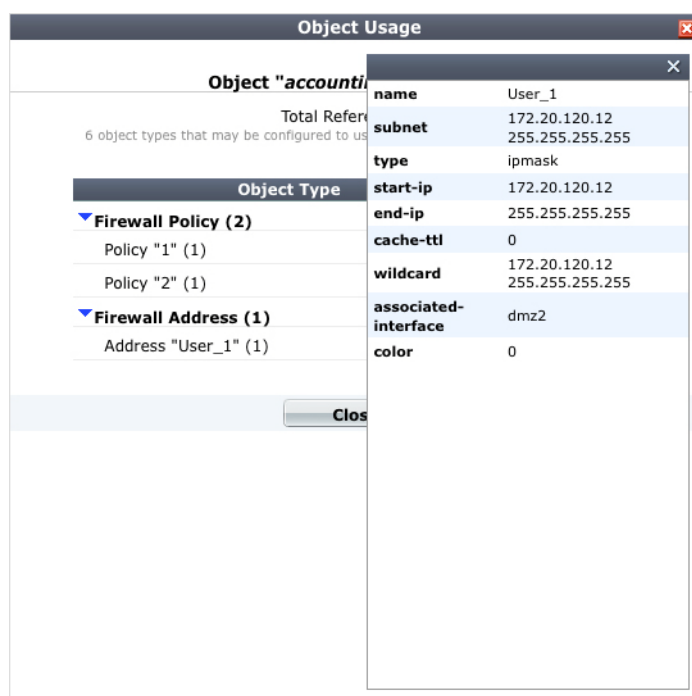 Object Usage
Object "accounti
Total Refere
6 object types that may be configured to us
Object Type
Firewall Policy (2)
Policy "1" (1)
Policy "2" (1)
Firewall Address (1)
Address "User_1" (1)
Clos
name User_1
subnet 172.20.120.12
255.255.255.255
type ipmask
start-ip 172.20.120.12
end-ip 255.255.255.255
cache-ttl 0
wildcard 172.20.120.12
255.255.255.255
associated-
interface dmz2
color 0